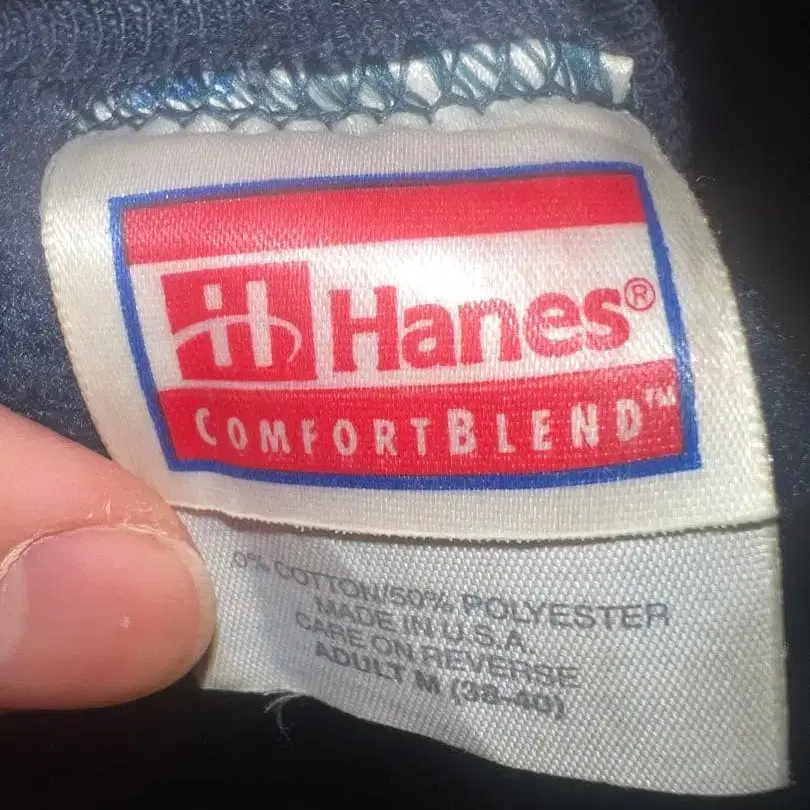 Hanes®
COMFORTBLEND™
0% COTTON/50% POLYESTER
MADE IN U.S.A.
CARE ON REVERSE
ADULT M (38-40)